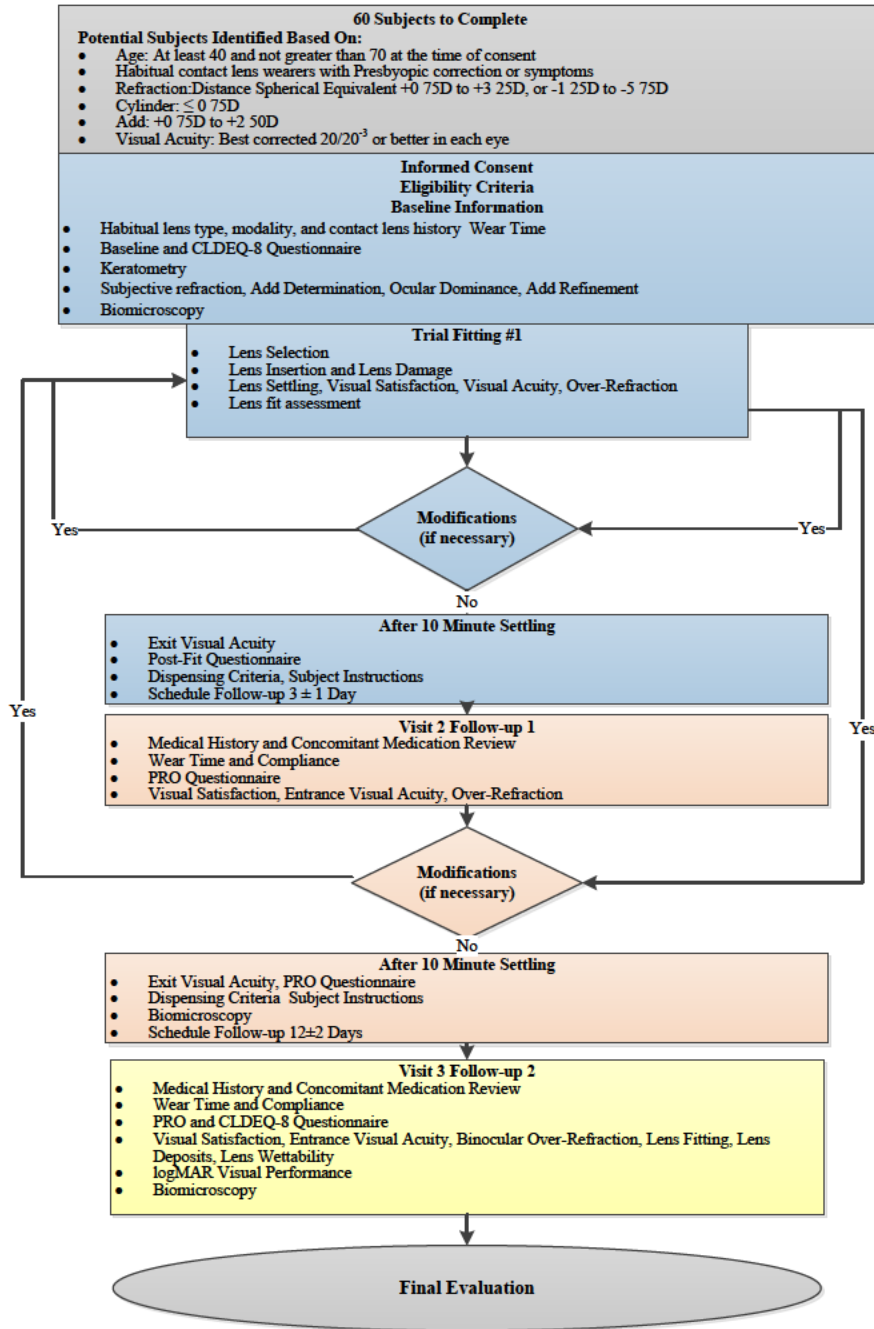 60 Subjects to Complete
Potential Subjects Identified Based On:
• Age: At least 40 and not greater than 70 at the time of consent
• Habitual contact lens wearers with Presbyopic correction or symptoms
• Refraction:Distance Spherical Equivalent +0 75D to +3 25D, or -1 25D to -5 75D
• Cylinder: ≤ 0 75D
• Add: +0 75D to +2 50D
• Visual Acuity: Best corrected 20/20⁻³ or better in each eye
Informed Consent
Eligibility Criteria
Baseline Information
• Habitual lens type, modality, and contact lens history Wear Time
• Baseline and CLDEQ-8 Questionnaire
• Keratometry
• Subjective refraction, Add Determination, Ocular Dominance, Add Refinement
• Biomicroscopy
Trial Fitting #1
• Lens Selection
• Lens Insertion and Lens Damage
• Lens Settling, Visual Satisfaction, Visual Acuity, Over-Refraction
• Lens fit assessment
Modifications
(if necessary)
Yes
Yes
No
After 10 Minute Settling
• Exit Visual Acuity
• Post-Fit Questionnaire
• Dispensing Criteria, Subject Instructions
• Schedule Follow-up 3 ± 1 Day
Yes
Yes
Visit 2 Follow-up 1
• Medical History and Concomitant Medication Review
• Wear Time and Compliance
• PRO Questionnaire
• Visual Satisfaction, Entrance Visual Acuity, Over-Refraction
Modifications
(if necessary)
No
After 10 Minute Settling
• Exit Visual Acuity, PRO Questionnaire
• Dispensing Criteria Subject Instructions
• Biomicroscopy
• Schedule Follow-up 12±2 Days
Visit 3 Follow-up 2
• Medical History and Concomitant Medication Review
• Wear Time and Compliance
• PRO and CLDEQ-8 Questionnaire
• Visual Satisfaction, Entrance Visual Acuity, Binocular Over-Refraction, Lens Fitting, Lens
Deposits, Lens Wettability
• logMAR Visual Performance
• Biomicroscopy
Final Evaluation